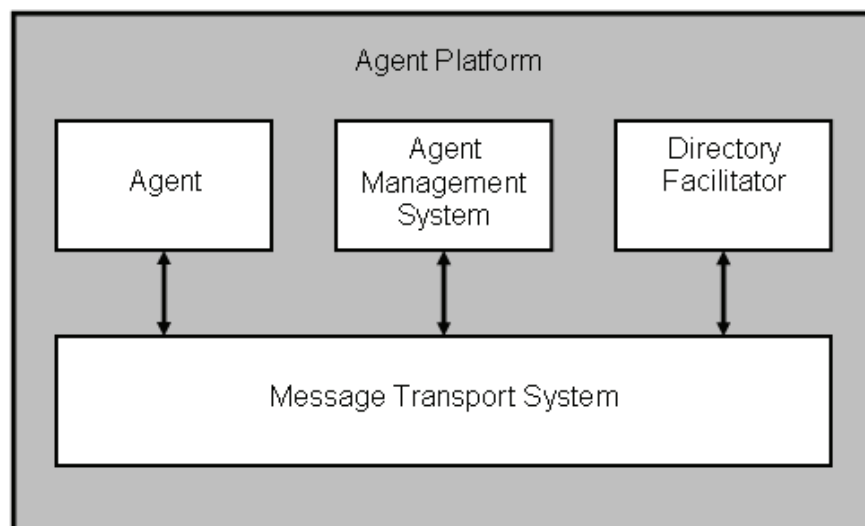 Agent Platform
Agent
Agent
Management
System
Directory
Facilitator
Message Transport System